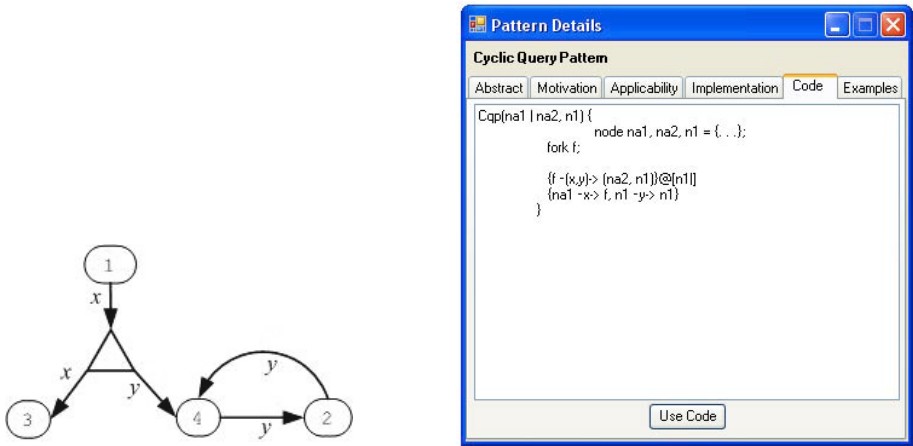 1
x
x
y
y
3
4
2
y
Pattern Details
Cyclic Query Pattern
Abstract Motivation Applicability Implementation Code Examples
Cqp(na1 | na2, n1) {
node na1, na2, n1 = {. . .};
fork f;
{f -(x,y)-> (na2, n1)}@[n1|]
{na1 -x-> f, n1 -y-> n1}
}
Use Code